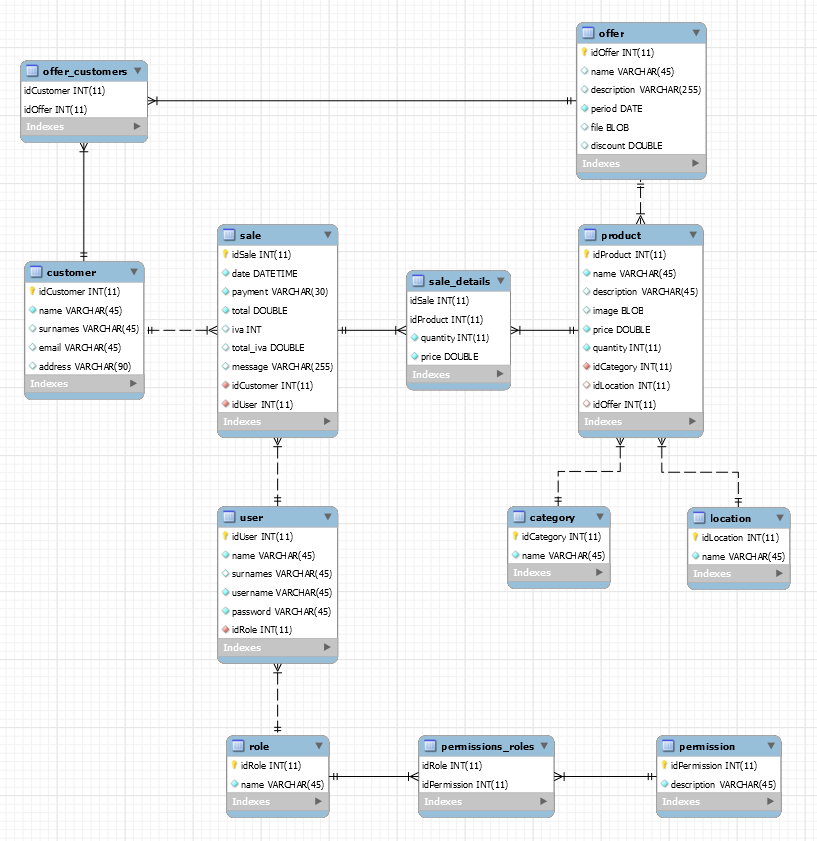 offer
idOffer INT(11)
name VARCHAR(45)
description VARCHAR(255)
period DATE
file BLOB
discount DOUBLE
Indexes
offer_customers
idCustomer INT(11)
idOffer INT(11)
Indexes
customer
idCustomer INT(11)
name VARCHAR(45)
surnames VARCHAR(45)
email VARCHAR(45)
address VARCHAR(90)
Indexes
sale
idSale INT(11)
date DATETIME
payment VARCHAR(30)
total DOUBLE
iva INT
total_iva DOUBLE
message VARCHAR(255)
idCustomer INT(11)
idUser INT(11)
Indexes
sale_details
idSale INT(11)
idProduct INT(11)
quantity INT(11)
price DOUBLE
Indexes
product
idProduct INT(11)
name VARCHAR(45)
description VARCHAR(45)
image BLOB
price DOUBLE
quantity INT(11)
idCategory INT(11)
idLocation INT(11)
idOffer INT(11)
Indexes
user
idUser INT(11)
name VARCHAR(45)
surnames VARCHAR(45)
username VARCHAR(45)
password VARCHAR(45)
idRole INT(11)
Indexes
category
idCategory INT(11)
name VARCHAR(45)
Indexes
location
idLocation INT(11)
name VARCHAR(45)
Indexes
role
idRole INT(11)
name VARCHAR(45)
Indexes
permissions_roles
idRole INT(11)
idPermission INT(11)
Indexes
permission
idPermission INT(11)
description VARCHAR(45)
Indexes